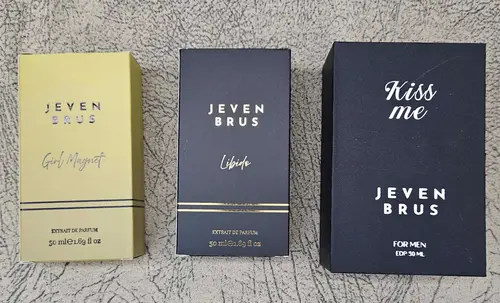 JEVEN
BRUS
Girl Magnet
EXTRAIT DE PARFUM
50 ml℮1.69 fl oz
JEVEN
BRUS
Libido
EXTRAIT DE PARFUM
50 ml℮1.69 fl oz
Kiss
me
JEVEN
BRUS
FOR MEN
EDP 50 ML